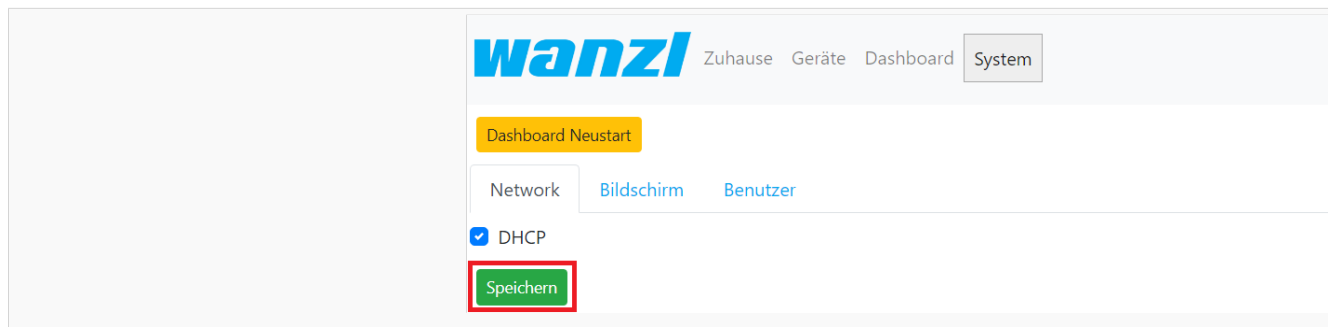 wanzl Zuhause Geräte Dashboard System
Dashboard Neustart
Network Bildschirm Benutzer
DHCP
Speichern